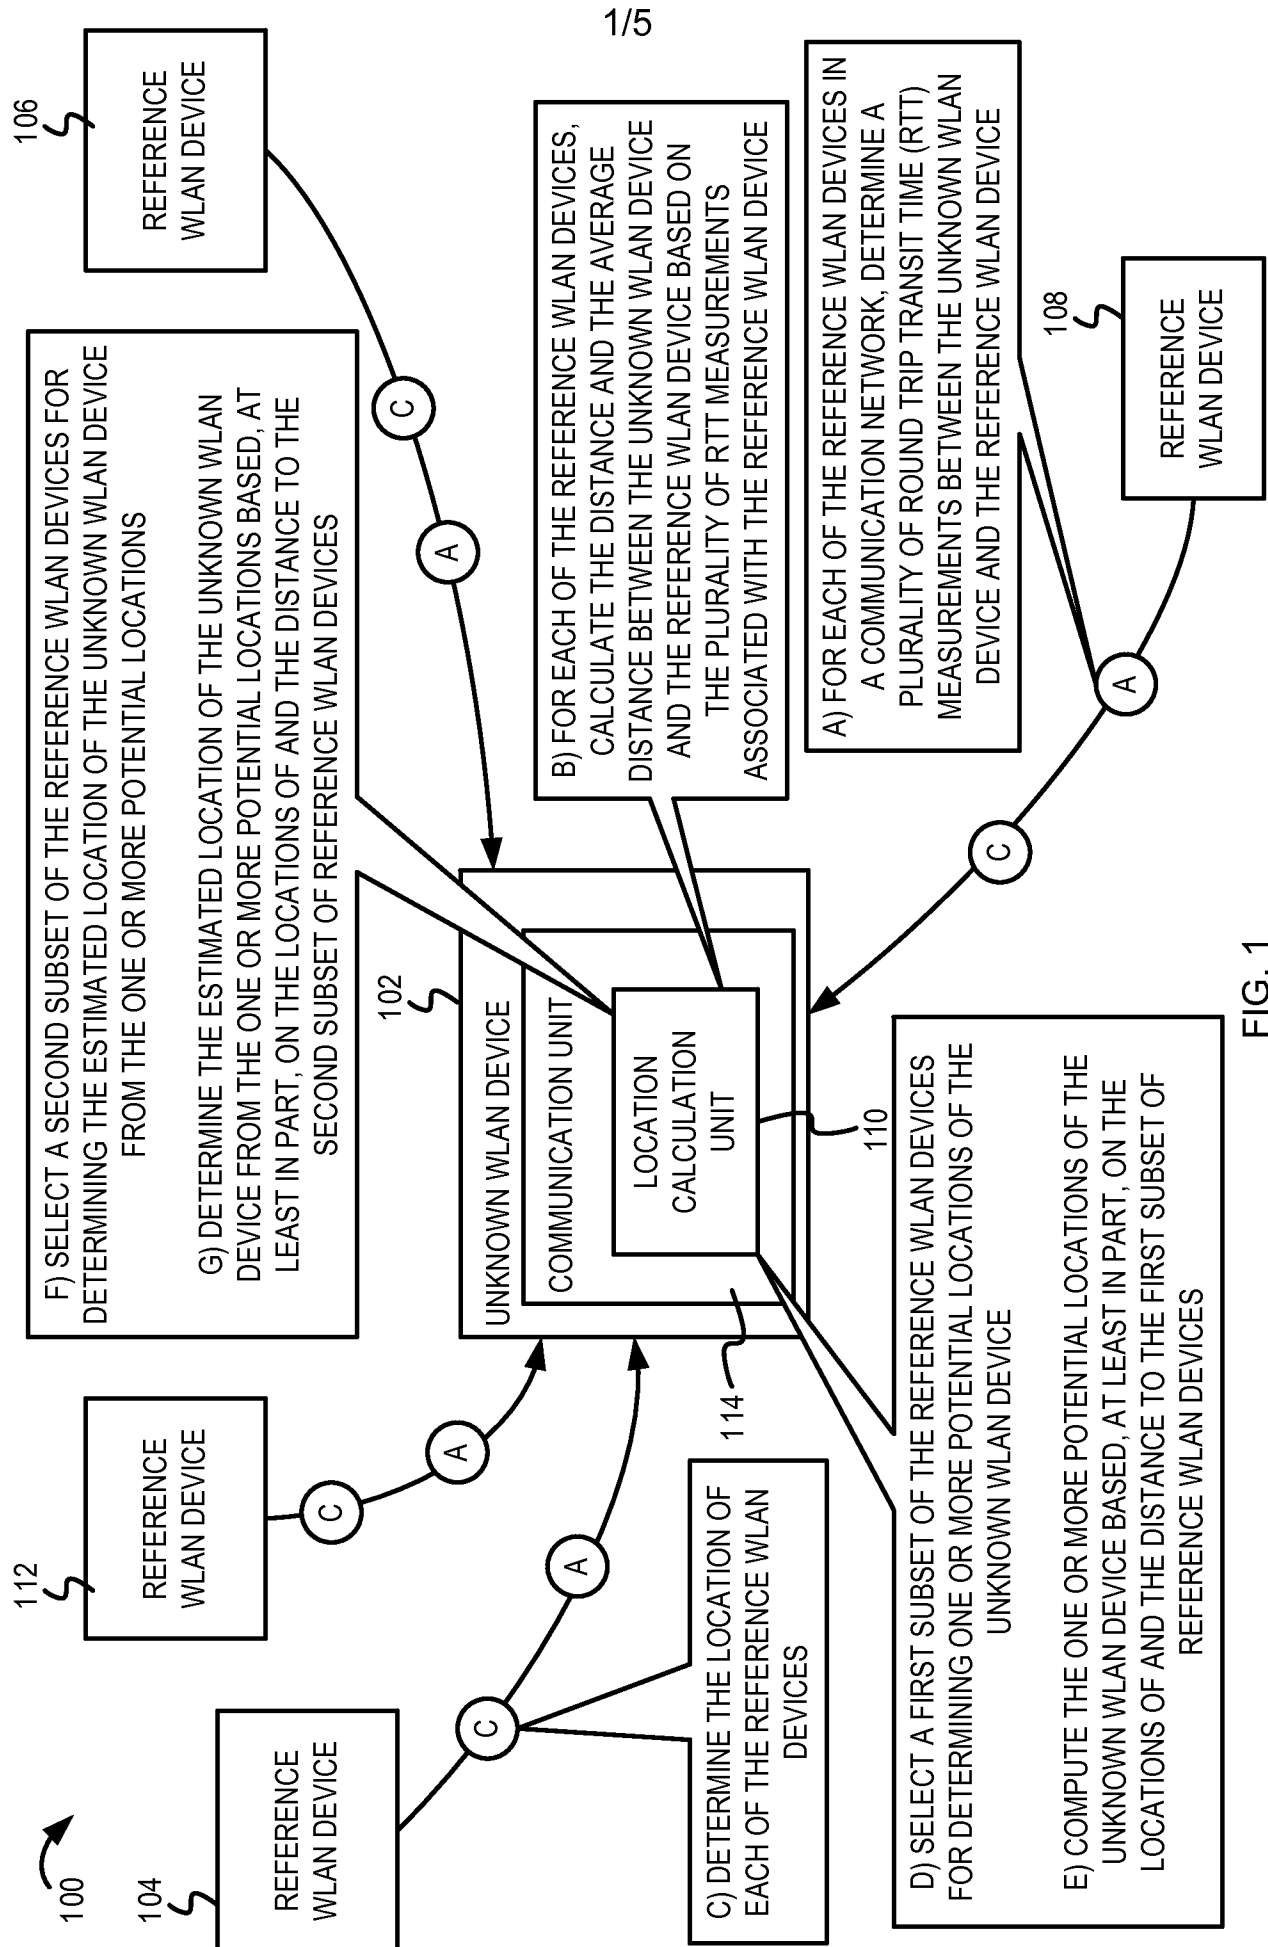 1/5
100
104
REFERENCE
WLAN DEVICE
112
REFERENCE
WLAN DEVICE
106
REFERENCE
WLAN DEVICE
F) SELECT A SECOND SUBSET OF THE REFERENCE WLAN DEVICES FOR
DETERMINING THE ESTIMATED LOCATION OF THE UNKNOWN WLAN DEVICE
FROM THE ONE OR MORE POTENTIAL LOCATIONS
G) DETERMINE THE ESTIMATED LOCATION OF THE UNKNOWN WLAN
DEVICE FROM THE ONE OR MORE POTENTIAL LOCATIONS BASED, AT
LEAST IN PART, ON THE LOCATIONS OF AND THE DISTANCE TO THE
SECOND SUBSET OF REFERENCE WLAN DEVICES
C
A
C
A
C
A
102
UNKNOWN WLAN DEVICE
COMMUNICATION UNIT
LOCATION
CALCULATION
UNIT
114
110
B) FOR EACH OF THE REFERENCE WLAN DEVICES,
CALCULATE THE DISTANCE AND THE AVERAGE
DISTANCE BETWEEN THE UNKNOWN WLAN DEVICE
AND THE REFERENCE WLAN DEVICE BASED ON
THE PLURALITY OF RTT MEASUREMENTS
ASSOCIATED WITH THE REFERENCE WLAN DEVICE
C) DETERMINE THE LOCATION OF
EACH OF THE REFERENCE WLAN
DEVICES
A) FOR EACH OF THE REFERENCE WLAN DEVICES IN
A COMMUNICATION NETWORK, DETERMINE A
PLURALITY OF ROUND TRIP TRANSIT TIME (RTT)
MEASUREMENTS BETWEEN THE UNKNOWN WLAN
DEVICE AND THE REFERENCE WLAN DEVICE
C
A
108
REFERENCE
WLAN DEVICE
D) SELECT A FIRST SUBSET OF THE REFERENCE WLAN DEVICES
FOR DETERMINING ONE OR MORE POTENTIAL LOCATIONS OF THE
UNKNOWN WLAN DEVICE
E) COMPUTE THE ONE OR MORE POTENTIAL LOCATIONS OF THE
UNKNOWN WLAN DEVICE BASED, AT LEAST IN PART, ON THE
LOCATIONS OF AND THE DISTANCE TO THE FIRST SUBSET OF
REFERENCE WLAN DEVICES
FIG. 1